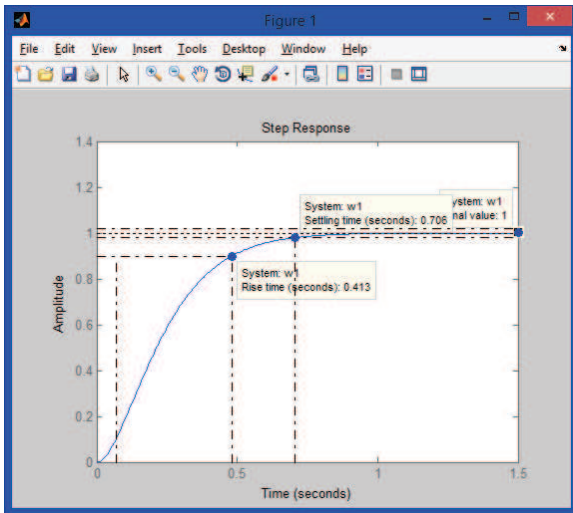 Figure 1
File Edit View Insert Tools Desktop Window Help
Step Response
1.4
1.2
1
0.8
0.6
0.4
0.2
0
Amplitude
System: w1
Settling time (seconds): 0.706
ystem: w1
nal value: 1
System: w1
Rise time (seconds): 0.413
0 0.5 1 1.5
Time (seconds)